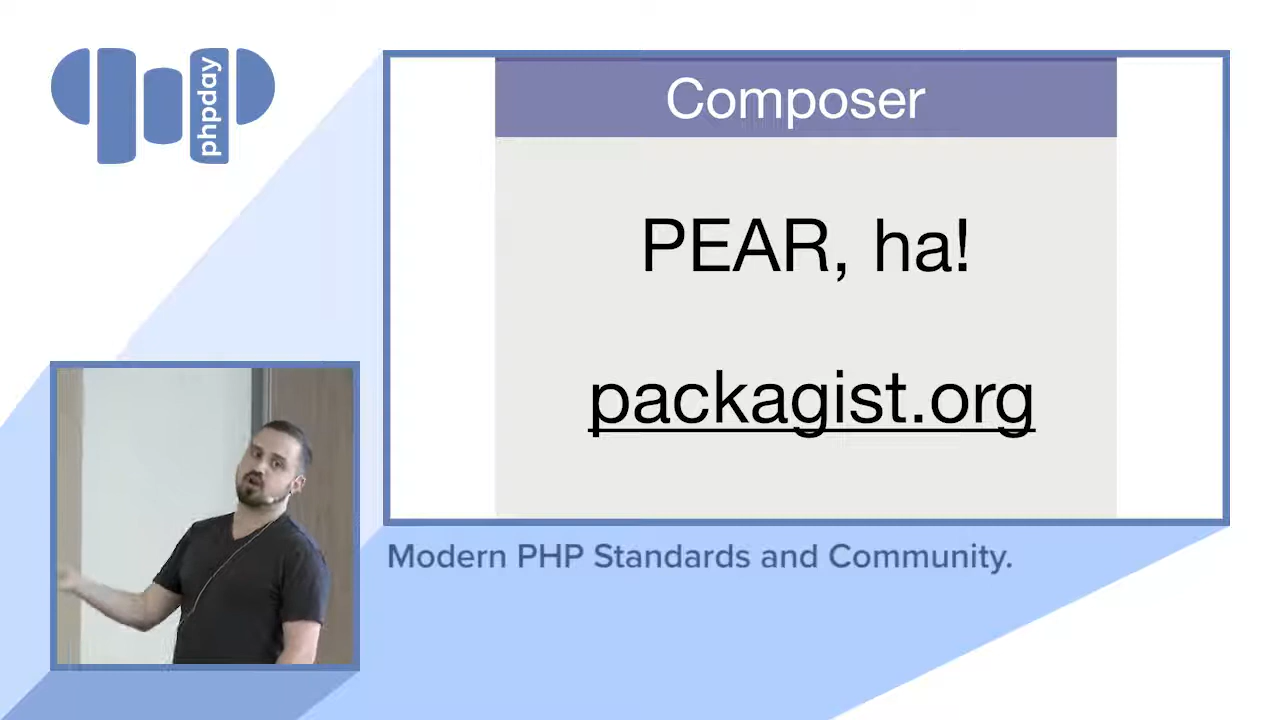 phpday
Composer
PEAR, ha!
packagist.org
Modern PHP Standards and Community.